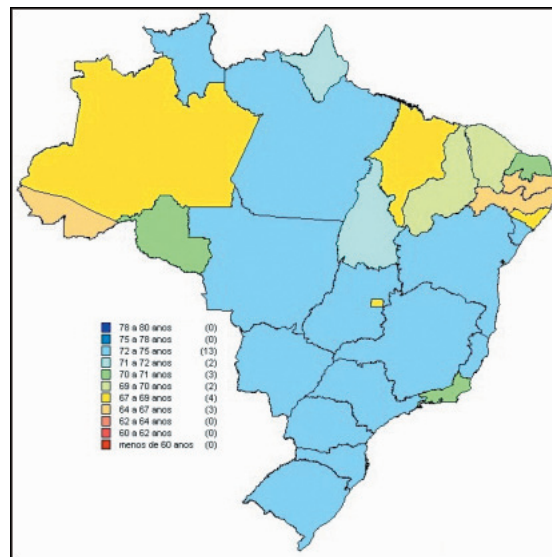 78 a 80 anos (0)
75 a 78 anos (0)
72 a 75 anos (13)
71 a 72 anos (2)
70 a 71 anos (3)
69 a 70 anos (2)
67 a 69 anos (4)
64 a 67 anos (3)
62 a 64 anos (0)
60 a 62 anos (0)
menos de 60 anos (0)